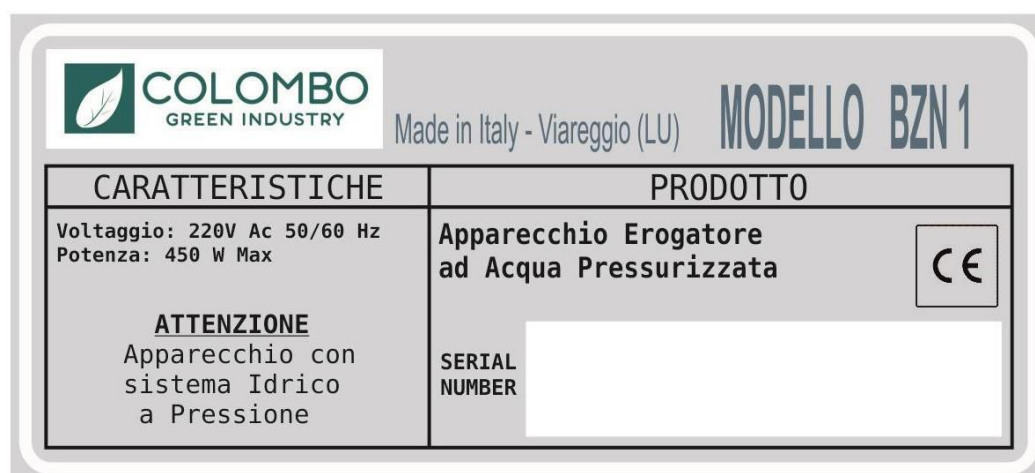 COLOMBO
GREEN INDUSTRY
Made in Italy - Viareggio (LU)
MODELLO BZN 1
CARATTERISTICHE
Voltaggio: 220V Ac 50/60 Hz
Potenza: 450 W Max
ATTENZIONE
Apparecchio con
sistema Idrico
a Pressione
PRODOTTO
Apparecchio Erogatore
ad Acqua Pressurizzata
CE
SERIAL
NUMBER